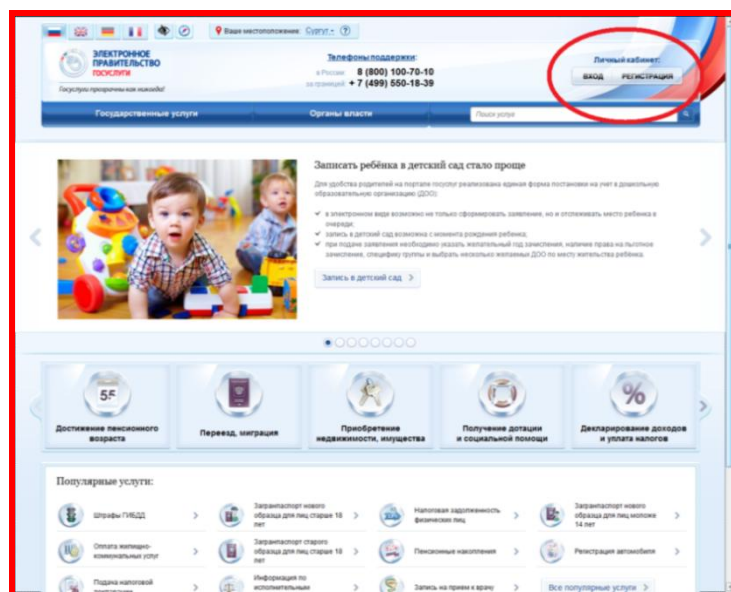 Ваше местоположение: Сургут ?
ЭЛЕКТРОННОЕ
ПРАВИТЕЛЬСТВО
ГОСУСЛУГИ
Госуслуги прозрачны как никогда!
Телефоны поддержки:
в России: 8 (800) 100-70-10
за границей: + 7 (499) 550-18-39
Личный кабинет:
ВХОД РЕГИСТРАЦИЯ
Государственные услуги Органы власти Поиск услуг
Записать ребёнка в детский сад стало проще
Для удобства родителей на портале госуслуг реализована единая форма постановки на учет в дошкольную
образовательную организацию (ДОО):
в электронном виде возможно не только сформировать заявление, но и отслеживать место ребенка в
очереди;
запись в детский сад возможна с момента рождения ребенка;
при подаче заявления необходимо указать желательный год зачисления, наличие права на льготное
зачисление, специфику группы и выбрать несколько желаемых ДОО по месту жительства ребёнка.
Запись в детский сад
55
%
Достижение пенсионного
возраста
Переезд, миграция
Приобретение
недвижимости, имущества
Получение дотации
и социальной помощи
Декларирование доходов
и уплата налогов
Популярные услуги:
Штрафы ГИБДД
Загранпаспорт нового
образца для лиц старше 18
лет
Налоговая задолженность
физических лиц
Загранпаспорт нового
образца для лиц моложе
14 лет
Оплата жилищно-
коммунальных услуг
Загранпаспорт старого
образца для лиц старше 18
лет
Пенсионные накопления
Регистрация автомобиля
Подача налоговой
Информация по
исполнительным
Запись на прием к врачу
Все популярные услуги